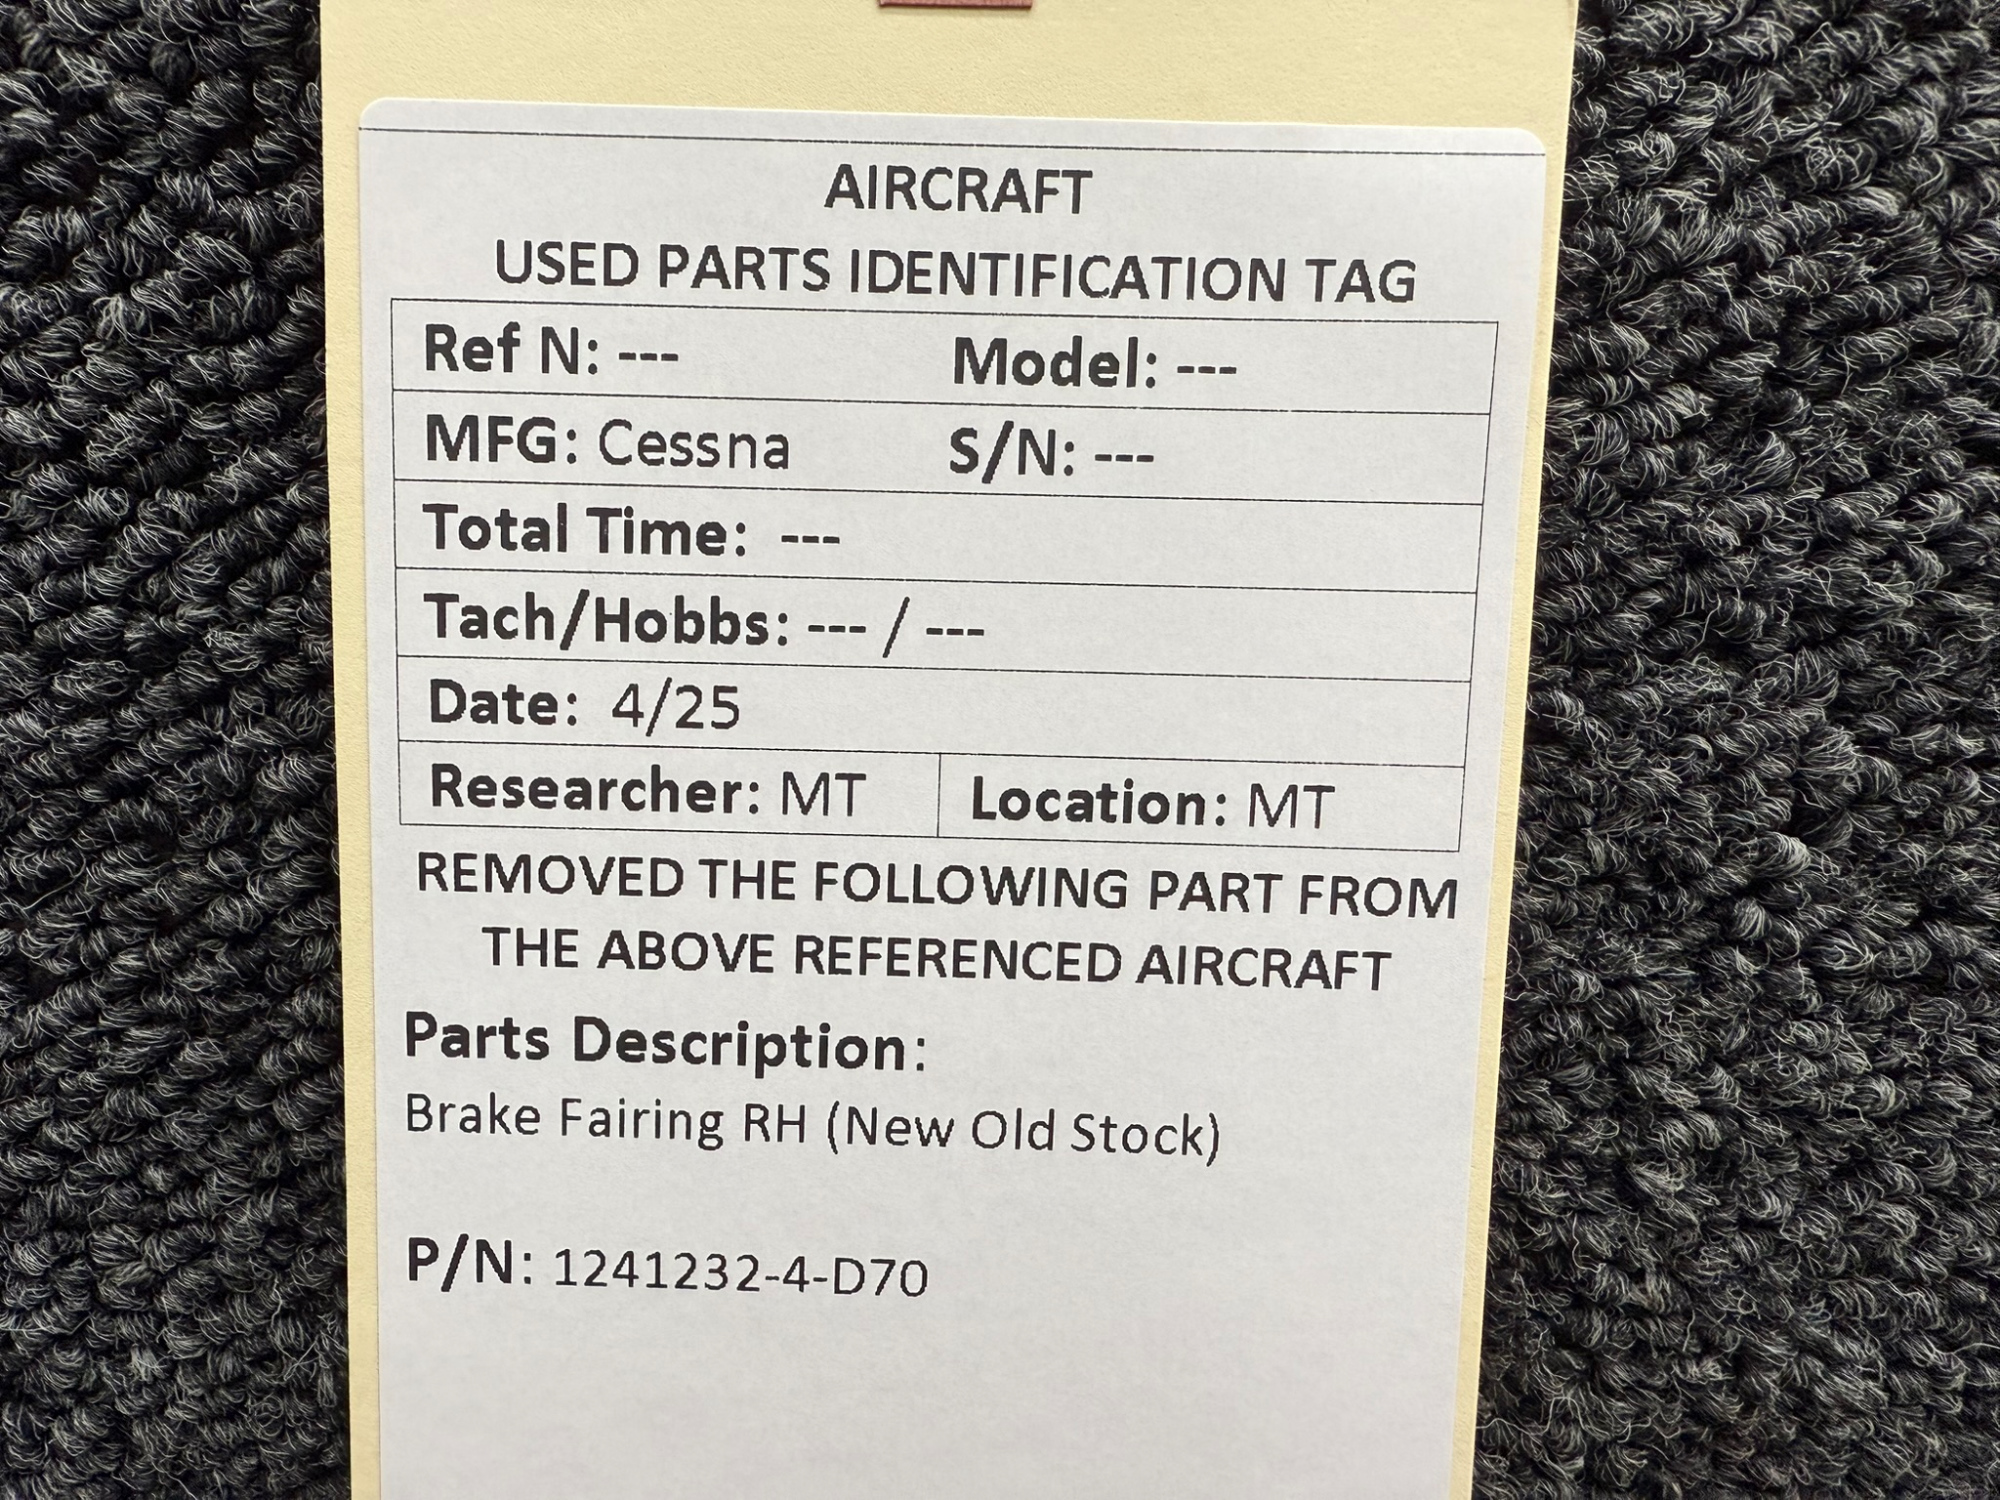 AIRCRAFT
USED PARTS IDENTIFICATION TAG
Ref N: --- Model: ---
MFG: Cessna S/N: ---
Total Time: ---
Tach/Hobbs: --- / ---
Date: 4/25
Researcher: MT Location: MT
REMOVED THE FOLLOWING PART FROM
THE ABOVE REFERENCED AIRCRAFT
Parts Description:
Brake Fairing RH (New Old Stock)
P/N: 1241232-4-D70